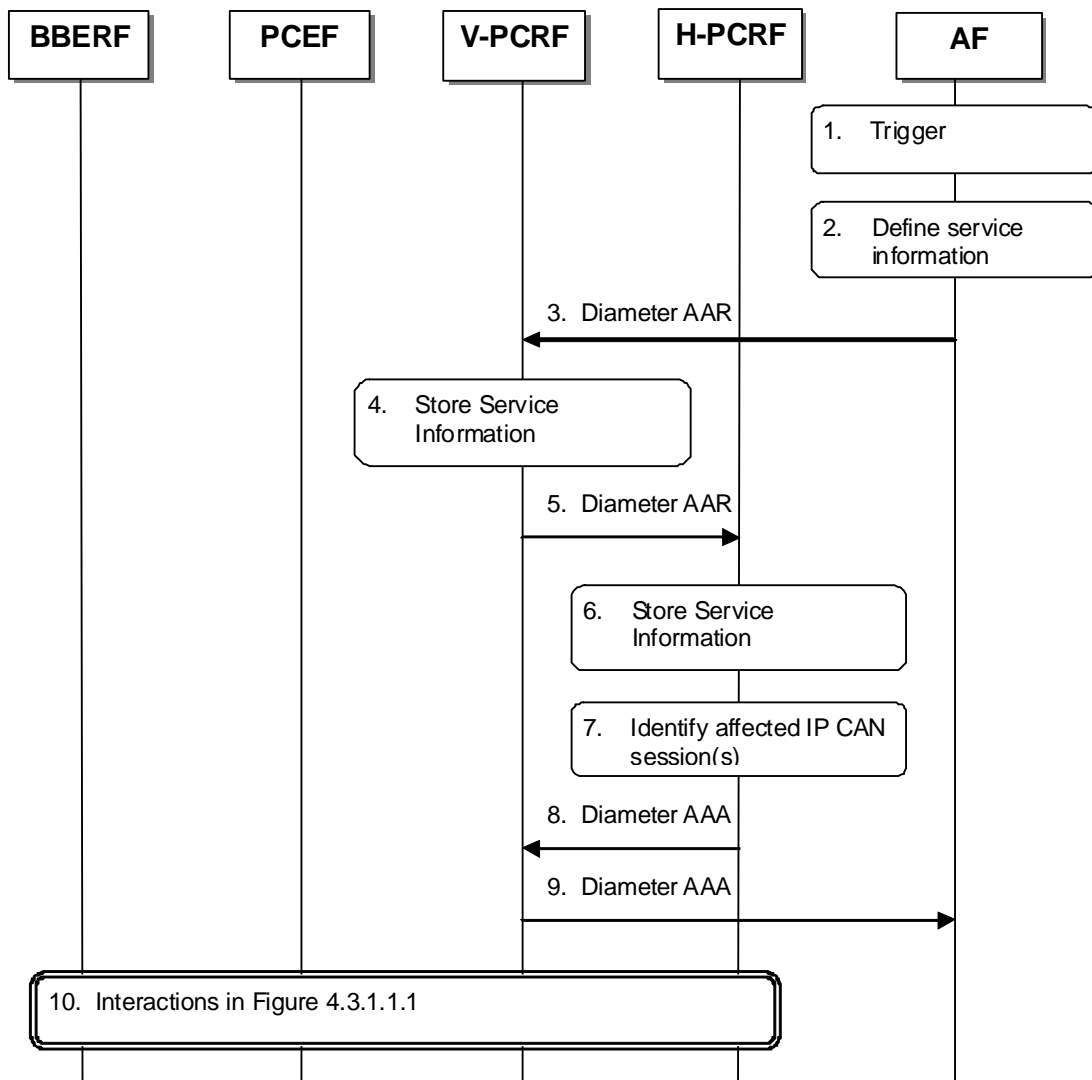 BBERF
PCEF
V-PCRF
H-PCRF
AF
1. Trigger
2. Define service
information
3. Diameter AAR
4. Store Service
Information
5. Diameter AAR
6. Store Service
Information
7. Identify affected IP CAN
session(s)
8. Diameter AAA
9. Diameter AAA
10. Interactions in Figure 4.3.1.1.1